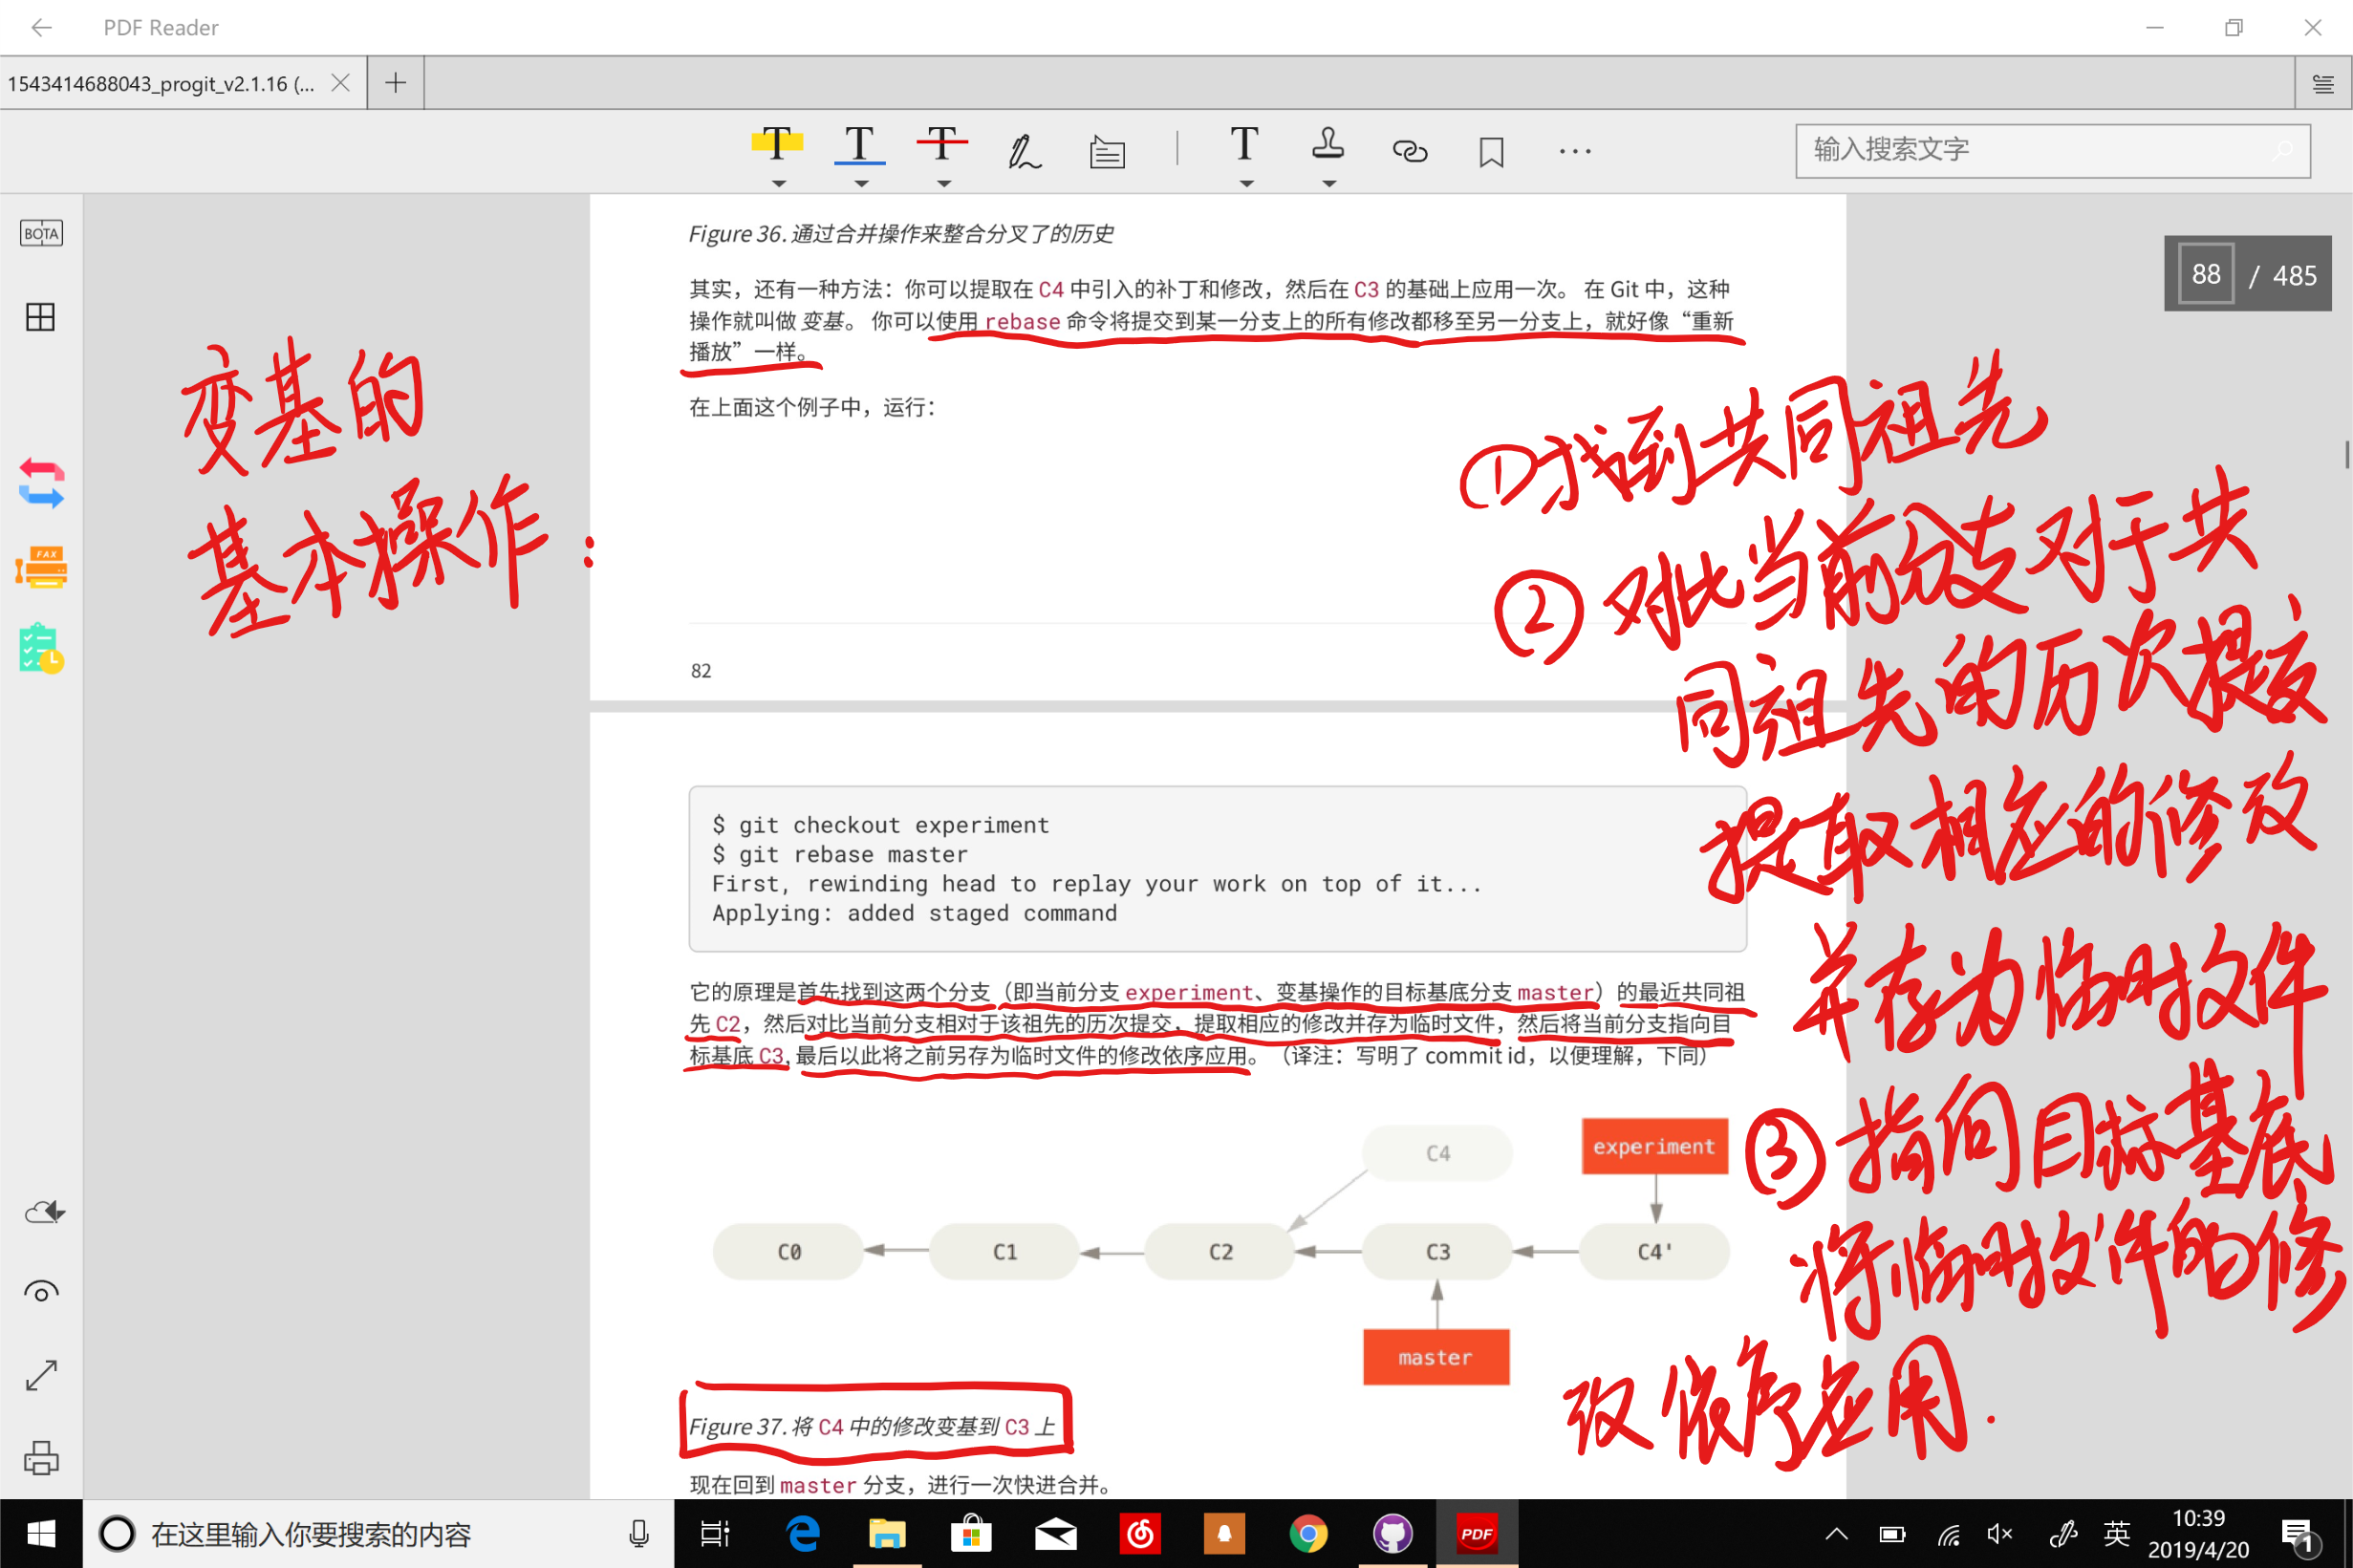 PDF Reader
1543414688043_progit_v2.1.16 (...
输入搜索文字
BOTA
88 / 485
FAX
Figure 36. 通过合并操作来整合分叉了的历史
其实，还有一种方法：你可以提取在 C4 中引入的补丁和修改，然后在 C3 的基础上应用一次。 在 Git 中，这种
操作就叫做 变基。 你可以使用 rebase 命令将提交到某一分支上的所有修改都移至另一分支上，就好像“重新
播放”一样。
在上面这个例子中，运行：
变基的
基本操作：
82
①找到共同祖先
②对比当前分支对于共
同祖先的历次提交
提取相应的修改
并存为临时文件
③指向目标基底
将临时文件的修
改依序应用.
$ git checkout experiment
$ git rebase master
First, rewinding head to replay your work on top of it...
Applying: added staged command
它的原理是首先找到这两个分支（即当前分支 experiment、变基操作的目标基底分支 master）的最近共同祖
先 C2，然后对比当前分支相对于该祖先的历次提交，提取相应的修改并存为临时文件，然后将当前分支指向目
标基底 C3, 最后以此将之前另存为临时文件的修改依序应用。（译注：写明了 commit id，以便理解，下同）
C4
experiment
C0
C1
C2
C3
C4'
master
Figure 37. 将 C4 中的修改变基到 C3 上
现在回到 master 分支，进行一次快进合并。
在这里输入你要搜索的内容
PDF
英
10:39
2019/4/20
1